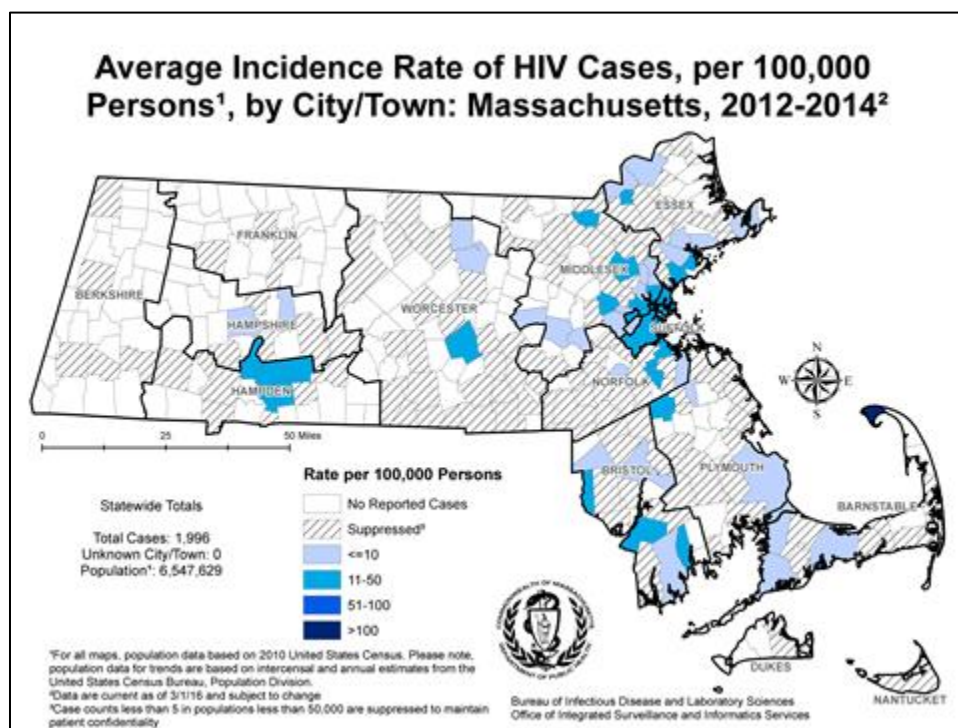 Average Incidence Rate of HIV Cases, per 100,000
Persons¹, by City/Town: Massachusetts, 2012-2014²
ESSEX
FRANKLIN
MIDDLESEX
BERKSHIRE
WORCESTER
HAMPSHIRE
SUFFOLK
HAMPDEN
NORFOLK
N
W E
S
0 25 50 Miles
BRISTOL
PLYMOUTH
BARNSTABLE
DUKES
NANTUCKET
Rate per 100,000 Persons
No Reported Cases
Suppressed³
<=10
11-50
51-100
>100
Statewide Totals
Total Cases: 1,996
Unknown City/Town: 0
Population¹: 6,547,629
COMMONWEALTH OF MASSACHUSETTS
DEPARTMENT OF PUBLIC HEALTH
¹For all maps, population data based on 2010 United States Census. Please note,
population data for trends are based on intercensal and annual estimates from the
United States Census Bureau, Population Division.
²Data are current as of 3/1/16 and subject to change
³Case counts less than 5 in populations less than 50,000 are suppressed to maintain
patient confidentiality
Bureau of Infectious Disease and Laboratory Sciences
Office of Integrated Surveillance and Informatics Services